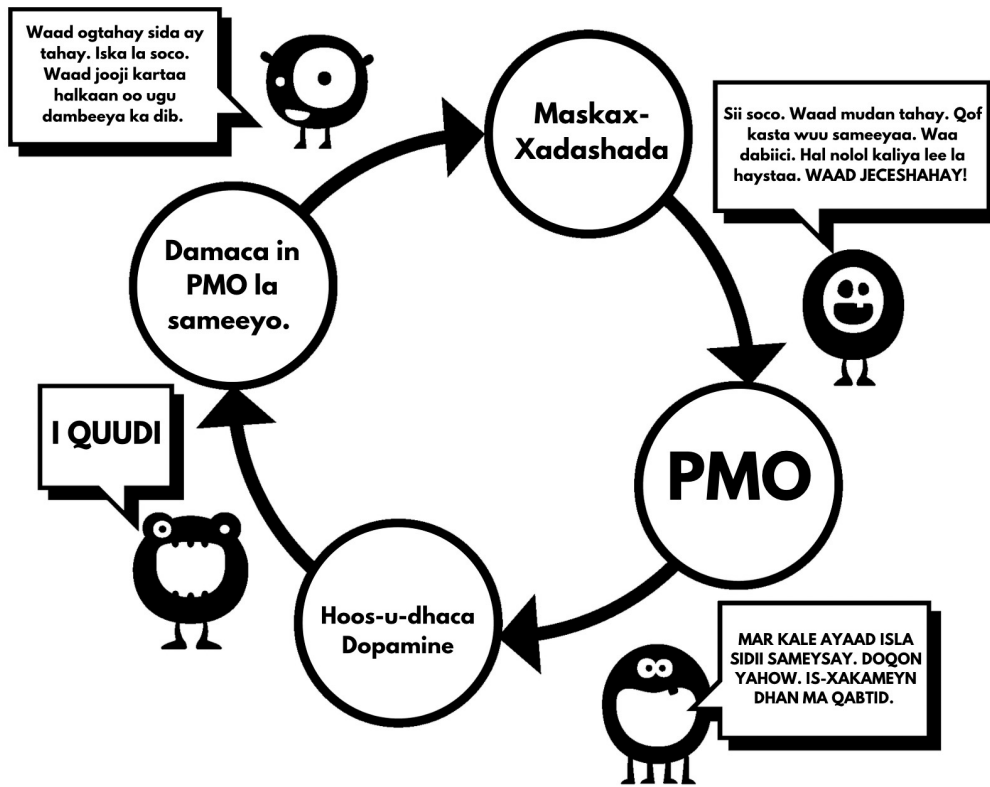 Waad ogtahay sida ay
tahay. Iska la soco.
Waad jooji kartaa
halkaan oo ugu
dambeeya ka dib.
Maskax-
Xadashada
Sii soco. Waad mudan tahay. Qof
kasta wuu sameeyaa. Waa
dabiici. Hal nolol kaliya lee la
haystaa. WAAD JECESHAHAY!
Damaca in
PMO la
sameeyo.
I QUUDI
PMO
Hoos-u-dhaca
Dopamine
MAR KALE AYAAD ISLA
SIDII SAMEYSAY. DOQON
YAHOW. IS-XAKAMEYN
DHAN MA QABTID.